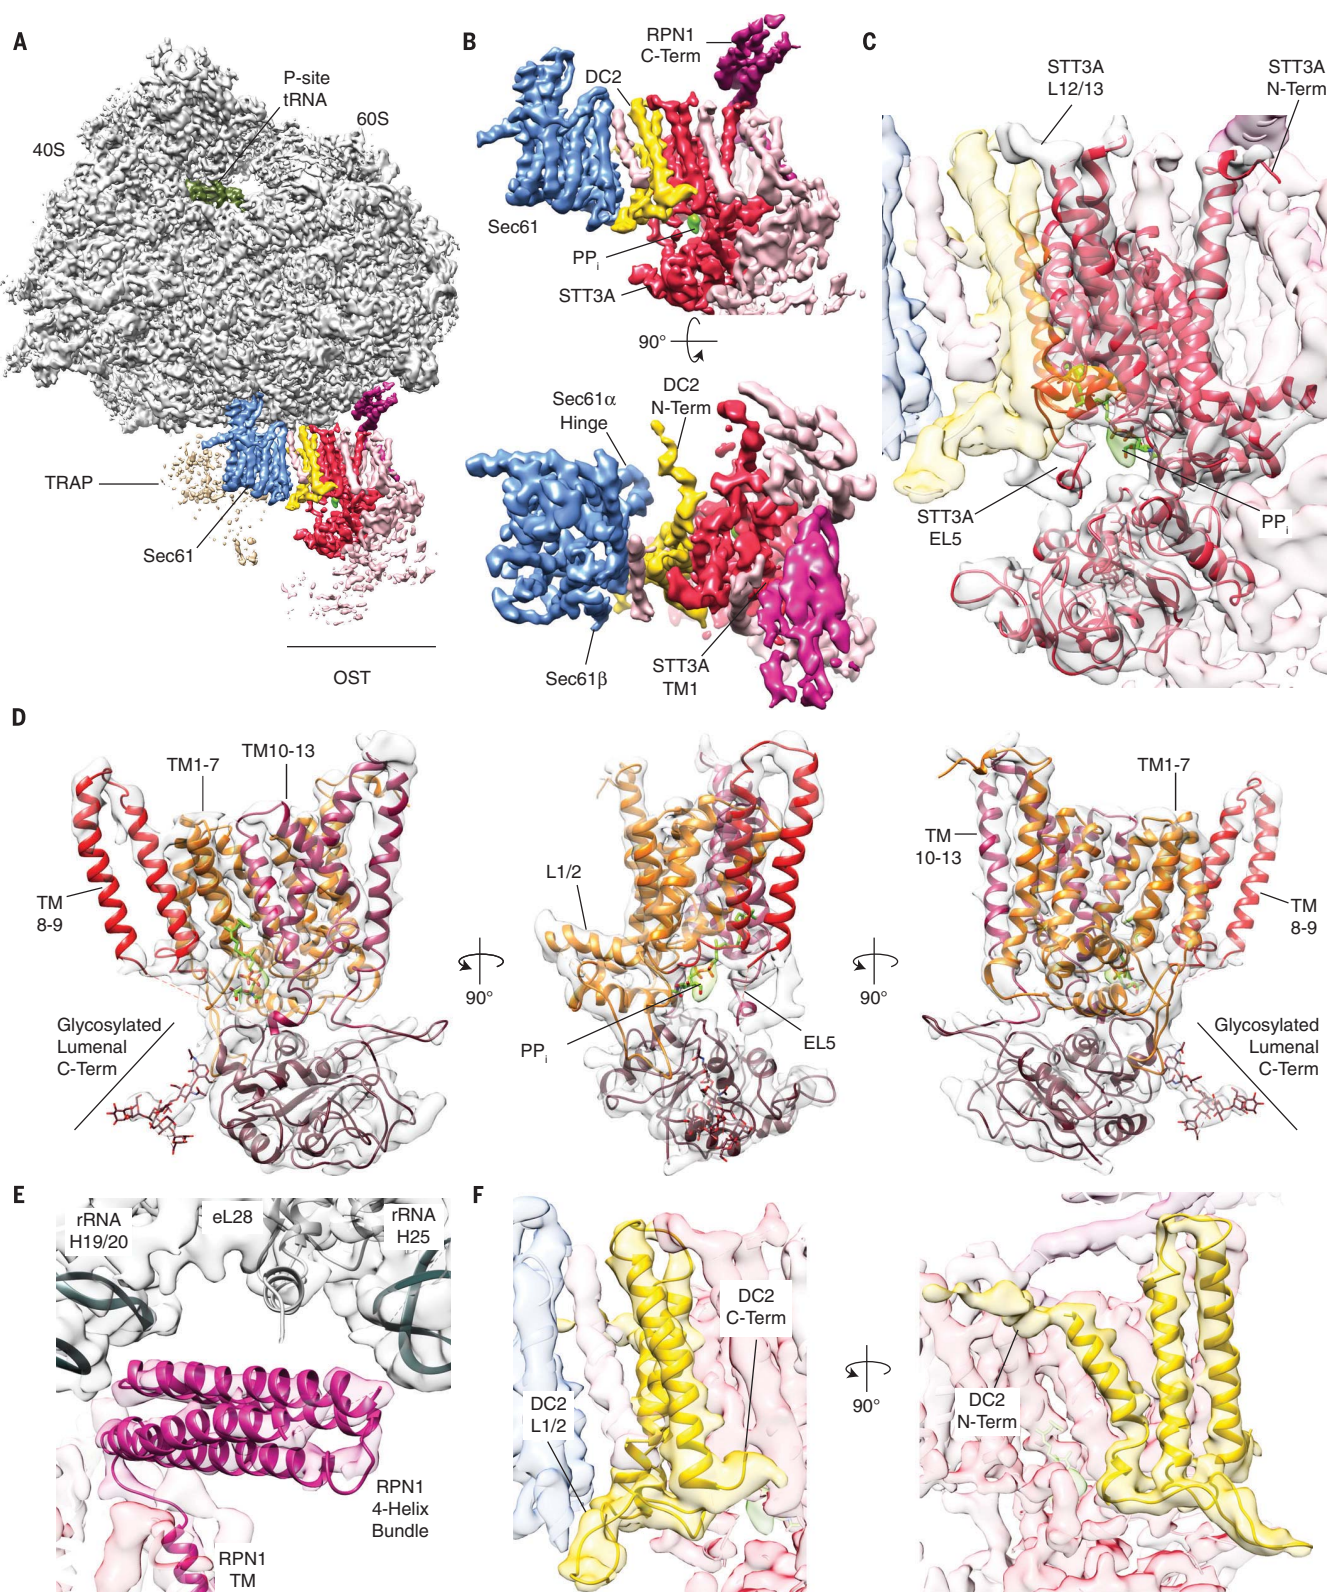 A
P-site
tRNA
60S
40S
TRAP
Sec61
OST
B
RPN1
C-Term
DC2
Sec61
PPi
STT3A
90°
Sec61α
Hinge
DC2
N-Term
Sec61β
STT3A
TM1
C
STT3A
L12/13
STT3A
N-Term
STT3A
EL5
PPi
D
TM1-7
TM10-13
TM
8-9
Glycosylated
Lumenal
C-Term
90°
L1/2
PPi
EL5
90°
TM1-7
TM
10-13
TM
8-9
Glycosylated
Lumenal
C-Term
E
rRNA
H19/20
eL28
rRNA
H25
RPN1
4-Helix
Bundle
RPN1
TM
F
DC2
C-Term
DC2
L1/2
90°
DC2
N-Term